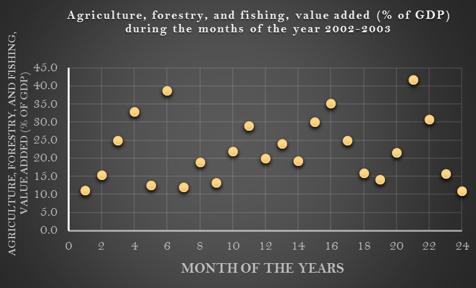 Agriculture, forestry, and fishing, value added (% of GDP)
during the months of the year 2002-2003
AGRICULTURE, FORESTRY, AND FISHING,
VALUE ADDED (% OF GDP)
45.0
40.0
35.0
30.0
25.0
20.0
15.0
10.0
5.0
0.0
0 2 4 6 8 10 12 14 16 18 20 22 24
MONTH OF THE YEARS